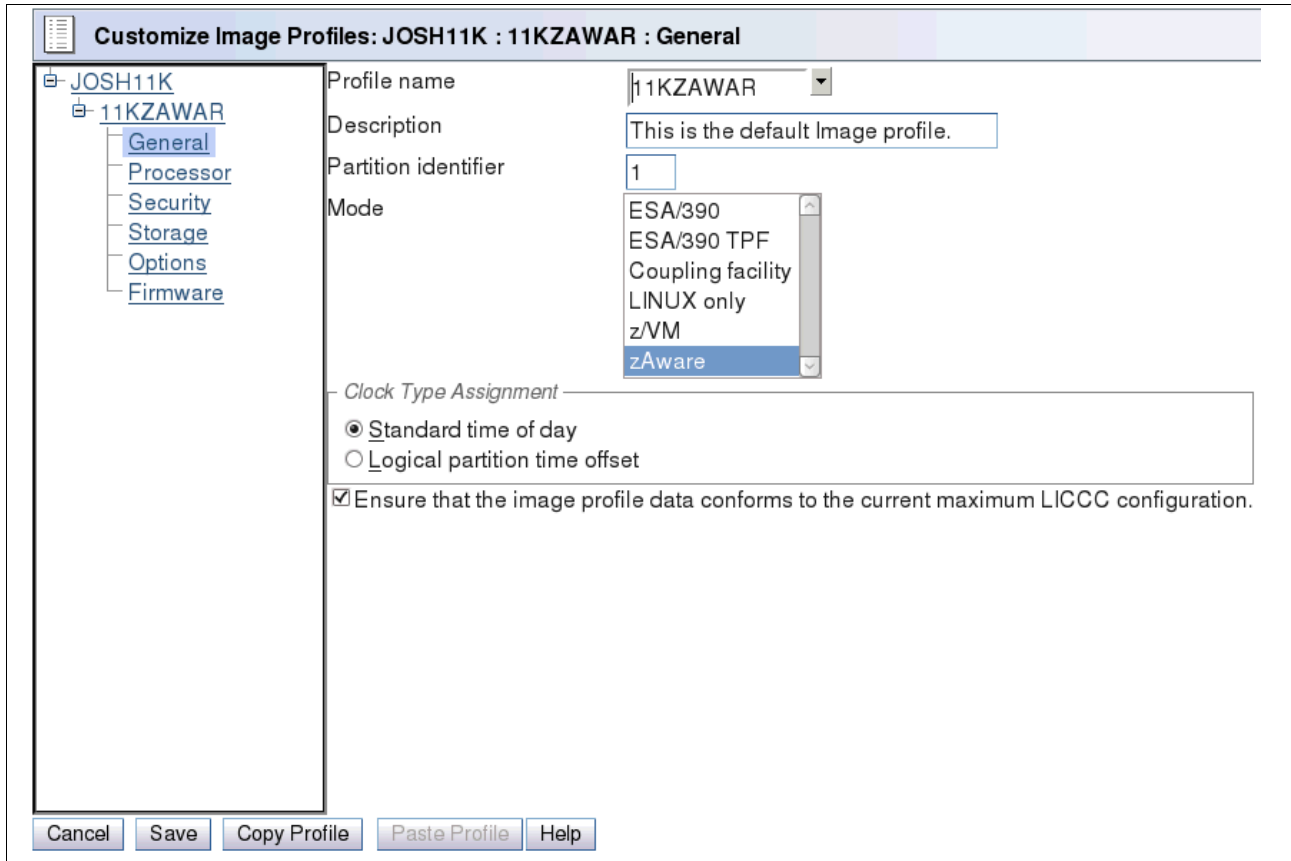 Customize Image Profiles: JOSH11K : 11KZAWAR : General
JOSH11K
11KZAWAR
General
Processor
Security
Storage
Options
Firmware
Profile name
11KZAWAR
Description
This is the default Image profile.
Partition identifier
1
Mode
ESA/390
ESA/390 TPF
Coupling facility
LINUX only
z/VM
zAware
Clock Type Assignment
Standard time of day
Logical partition time offset
Ensure that the image profile data conforms to the current maximum LICCC configuration.
Cancel
Save
Copy Profile
Paste Profile
Help